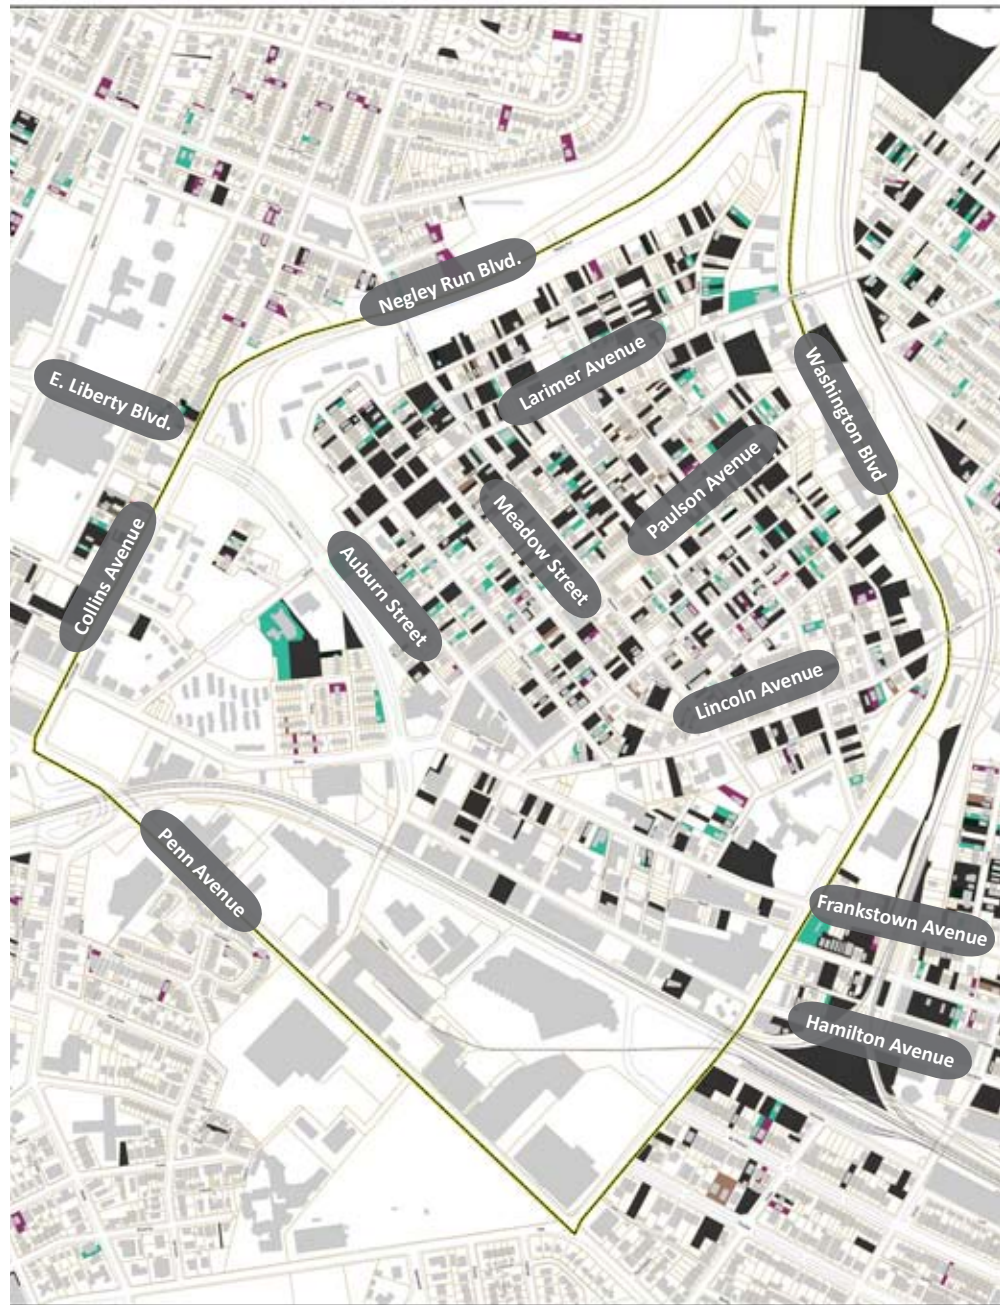 Negley Run Blvd.
Larimer Avenue
E. Liberty Blvd.
Washington Blvd
Paulson Avenue
Meadow Street
Collins Avenue
Auburn Street
Lincoln Avenue
Penn Avenue
Frankstown Avenue
Hamilton Avenue